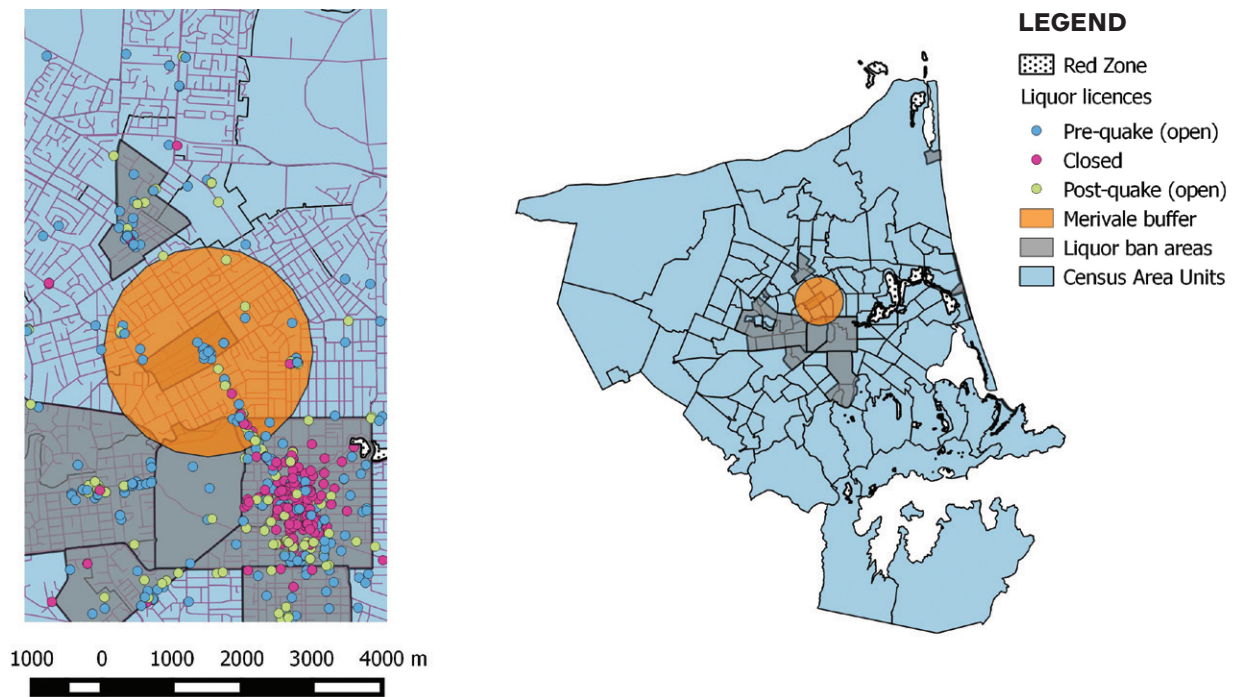 LEGEND
Red Zone
Liquor licences
Pre-quake (open)
Closed
Post-quake (open)
Merivale buffer
Liquor ban areas
Census Area Units
1000 0 1000 2000 3000 4000 m